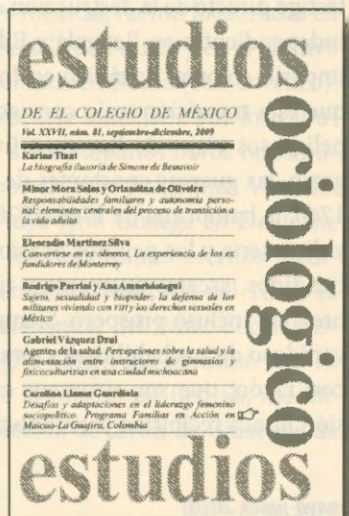 estudios
sociológicos
DE EL COLEGIO DE MÉXICO
Vol. XXVII, núm. 81, septiembre-diciembre, 2009
Karine Tinat
La biografía ilusoria de Simone de Beauvoir
Minor Mora Salas y Orlandina de Oliveira
Responsabilidades familiares y autonomía perso-
nal: elementos centrales del proceso de transición a
la vida adulta
Eleocadio Martínez Silva
Convertirse en ex obreros. La experiencia de los ex
fundidores de Monterrey
Rodrigo Parrini y Ana Amuchástegui
Sujeto, sexualidad y biopoder: la defensa de los
militares viviendo con VIH y los derechos sexuales en
México
Gabriel Vázquez Dzul
Agentes de la salud. Percepciones sobre la salud y la
alimentación entre instructores de gimnasios y
fisicoculturistas en una ciudad michoacana
Carolina Llanos Guardiola
Desafíos y adaptaciones en el liderazgo femenino
sociopolítico. Programa Familias en Acción en
Maicao-La Guajira, Colombia
estudios